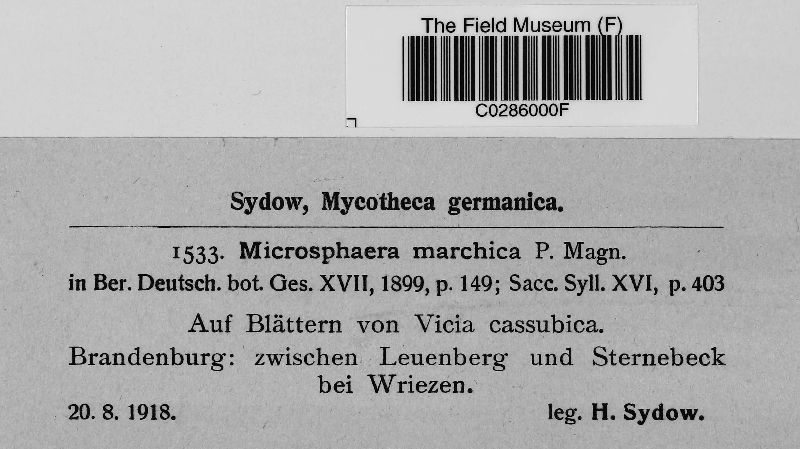 The Field Museum (F)
C0286000F
Sydow, Mycotheca germanica.
1533. Microsphaera marchica P. Magn.
in Ber. Deutsch. bot. Ges. XVII, 1899, p. 149; Sacc. Syll. XVI, p. 403
Auf Blättern von Vicia cassubica.
Brandenburg: zwischen Leuenberg und Sternebeck
bei Wriezen.
20. 8. 1918. leg. H. Sydow.